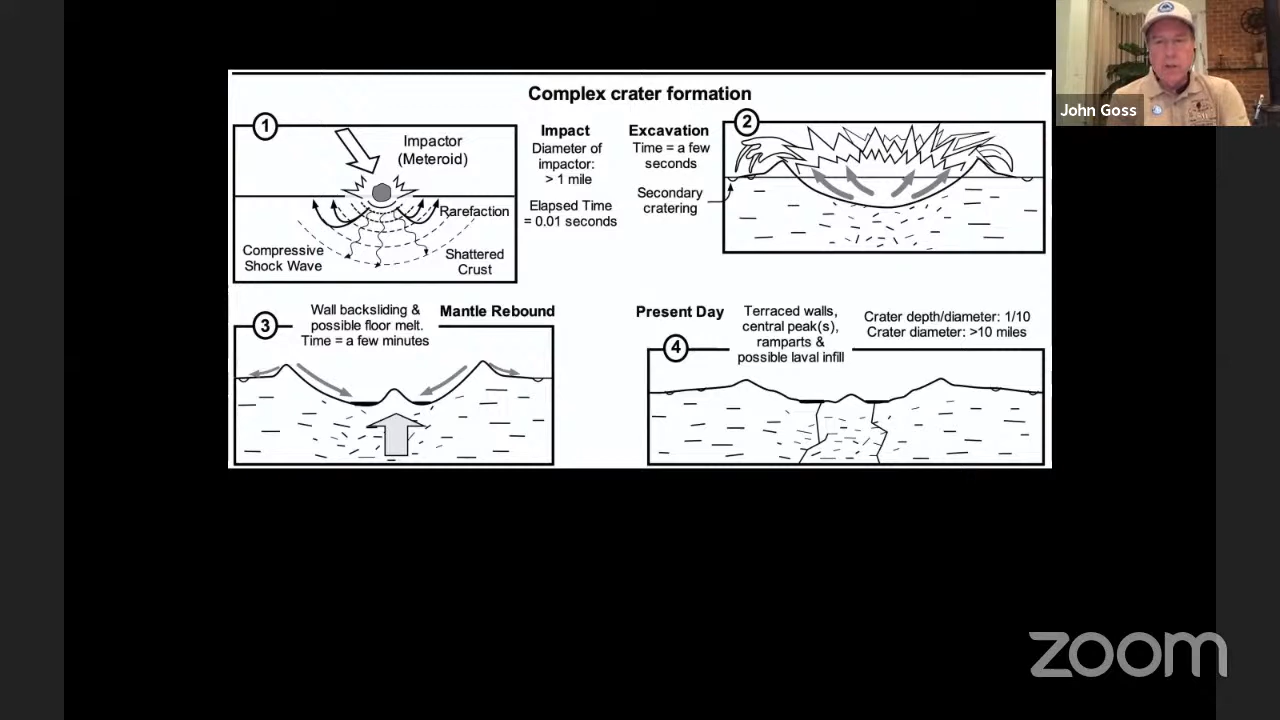 John Goss
Complex crater formation
1
Impactor
(Meteroid)
Rarefaction
Compressive
Shock Wave
Shattered
Crust
Impact
Diameter of
impactor:
> 1 mile
Elapsed Time
= 0.01 seconds
Excavation
Time = a few
seconds
Secondary
cratering
2
3
Wall backsliding &
possible floor melt.
Time = a few minutes
Mantle Rebound
Present Day
4
Terraced walls,
central peak(s),
ramparts &
possible laval infill
Crater depth/diameter: 1/10
Crater diameter: >10 miles
zoom